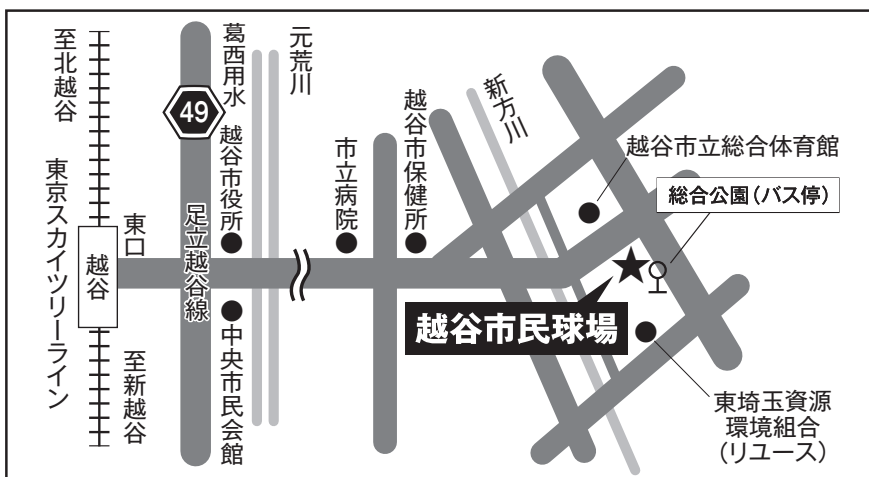 至北越谷
東京スカイツリーライン
越谷
東口
至新越谷
49
足立越谷線
葛西用水
元荒川
越谷市役所
中央市民会館
市立病院
越谷市保健所
新方川
越谷市立総合体育館
総合公園(バス停)
越谷市民球場
東埼玉資源
環境組合
(リユース)